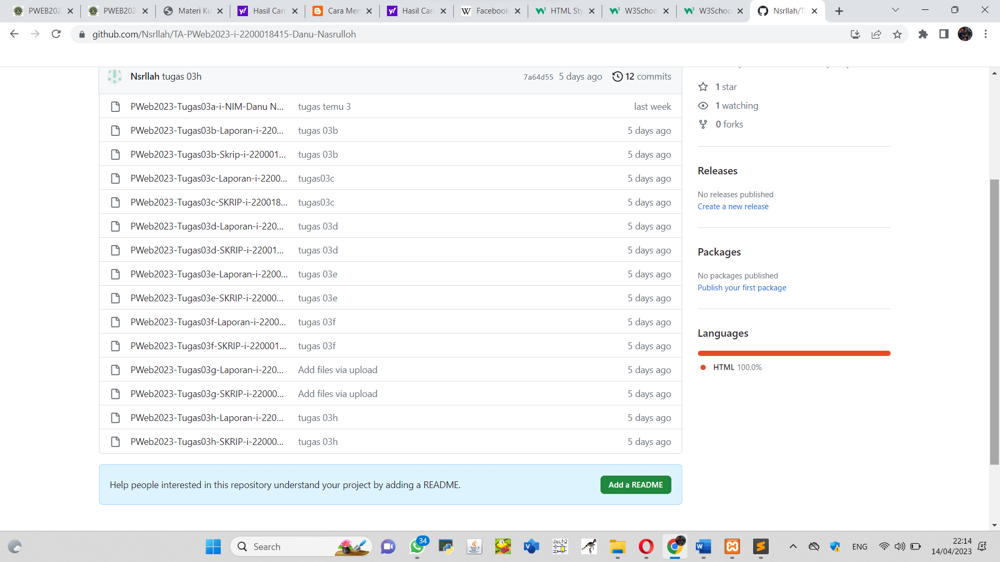 PWEB202
PWEB202
Materi Ku
Hasil Cari
Cara Men
Hasil Cari
Facebook
HTML Sty
W3Schoo
W3Schoo
Nsrllah/TA
github.com/Nsrllah/TA-PWeb2023-i-2200018415-Danu-Nasrulloh
Nsrllah tugas 03h 7a64d55 5 days ago 12 commits
PWeb2023-Tugas03a-i-NIM-Danu N... tugas temu 3 last week
PWeb2023-Tugas03b-Laporan-i-220... tugas 03b 5 days ago
PWeb2023-Tugas03b-Skrip-i-220001... tugas 03b 5 days ago
PWeb2023-Tugas03c-Laporan-i-2200... tugas03c 5 days ago
PWeb2023-Tugas03c-SKRIP-i-220018... tugas03c 5 days ago
PWeb2023-Tugas03d-Laporan-i-220... tugas 03d 5 days ago
PWeb2023-Tugas03d-SKRIP-i-22001... tugas 03d 5 days ago
PWeb2023-Tugas03e-Laporan-i-2200... tugas 03e 5 days ago
PWeb2023-Tugas03e-SKRIP-i-22000... tugas 03e 5 days ago
PWeb2023-Tugas03f-Laporan-i-2200... tugas 03f 5 days ago
PWeb2023-Tugas03f-SKRIP-i-220001... tugas 03f 5 days ago
PWeb2023-Tugas03g-Laporan-i-220... Add files via upload 5 days ago
PWeb2023-Tugas03g-SKRIP-i-22000... Add files via upload 5 days ago
PWeb2023-Tugas03h-Laporan-i-220... tugas 03h 5 days ago
PWeb2023-Tugas03h-SKRIP-i-22000... tugas 03h 5 days ago
Help people interested in this repository understand your project by adding a README.
Add a README
1 star
1 watching
0 forks
Releases
No releases published
Create a new release
Packages
No packages published
Publish your first package
Languages
HTML 100.0%
Search
34
dsch2
ENG
22:14
14/04/2023